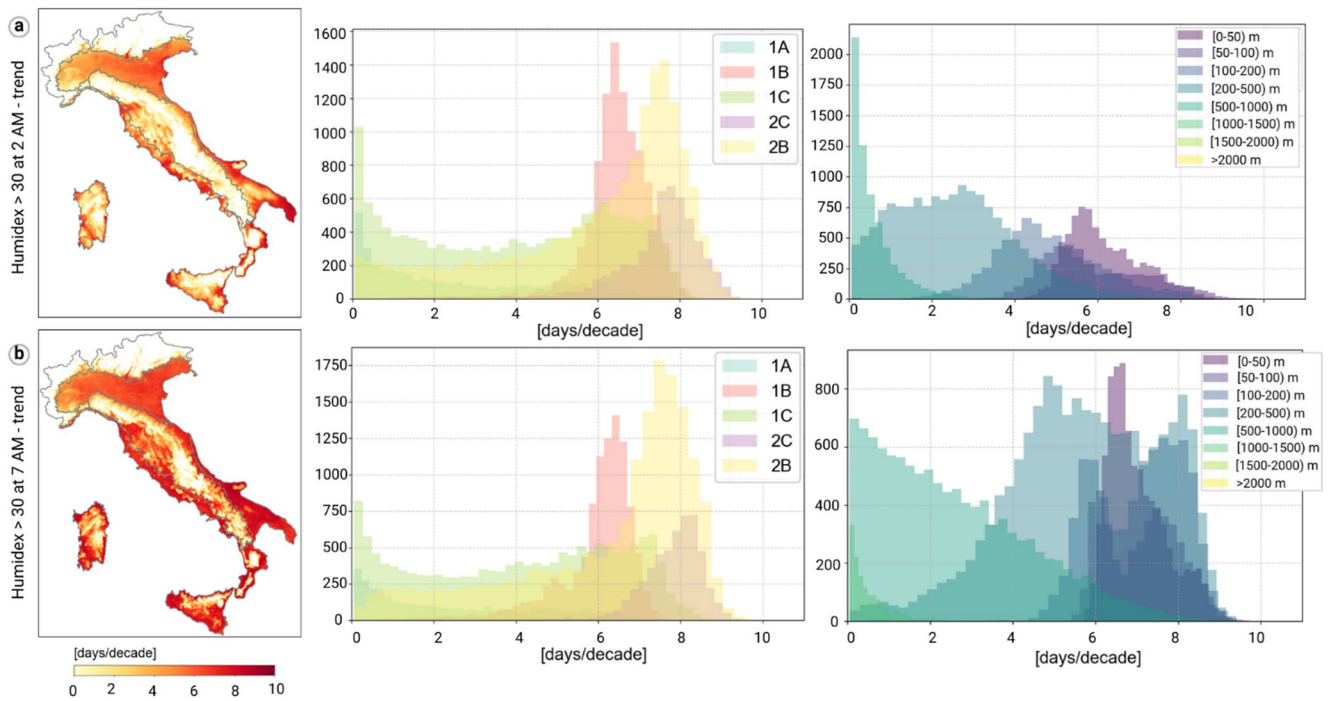 a
Humidex > 30 at 2 AM - trend
1600
1400
1200
1000
800
600
400
200
0
0 2 4 6 8 10
[days/decade]
1A
1B
1C
2C
2B
2000
1750
1500
1250
1000
750
500
250
0
0 2 4 6 8 10
[days/decade]
[0-50) m
[50-100) m
[100-200) m
[200-500) m
[500-1000) m
[1000-1500) m
[1500-2000) m
>2000 m
b
Humidex > 30 at 7 AM - trend
1750
1500
1250
1000
750
500
250
0
0 2 4 6 8 10
[days/decade]
1A
1B
1C
2C
2B
800
600
400
200
0
0 2 4 6 8 10
[days/decade]
[0-50) m
[50-100) m
[100-200) m
[200-500) m
[500-1000) m
[1000-1500) m
[1500-2000) m
>2000 m
[days/decade]
0 2 4 6 8 10